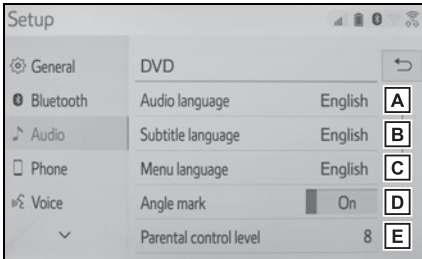 Setup
General
DVD
Bluetooth
Audio language English A
Audio
Subtitle language English B
Phone
Menu language English C
Voice
Angle mark On D
Parental control level 8 E